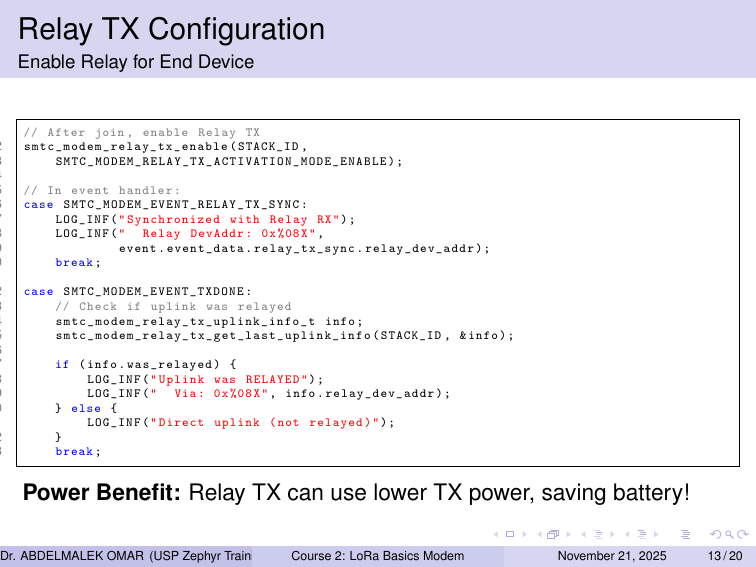 Relay TX Configuration
Enable Relay for End Device
// After join, enable Relay TX
smtc_modem_relay_tx_enable(STACK_ID,
    SMTC_MODEM_RELAY_TX_ACTIVATION_MODE_ENABLE);

// In event handler:
case SMTC_MODEM_EVENT_RELAY_TX_SYNC:
    LOG_INF("Synchronized with Relay RX");
    LOG_INF("  Relay DevAddr: 0x%08X",
            event.event_data.relay_tx_sync.relay_dev_addr);
    break;

case SMTC_MODEM_EVENT_TXDONE:
    // Check if uplink was relayed
    smtc_modem_relay_tx_uplink_info_t info;
    smtc_modem_relay_tx_get_last_uplink_info(STACK_ID, &info);

    if (info.was_relayed) {
        LOG_INF("Uplink was RELAYED");
        LOG_INF("  Via: 0x%08X", info.relay_dev_addr);
    } else {
        LOG_INF("Direct uplink (not relayed)");
    }
    break;
Power Benefit: Relay TX can use lower TX power, saving battery!
Dr. ABDELMALEK OMAR (USP Zephyr Train Course 2: LoRa Basics Modem November 21, 2025 13 / 20